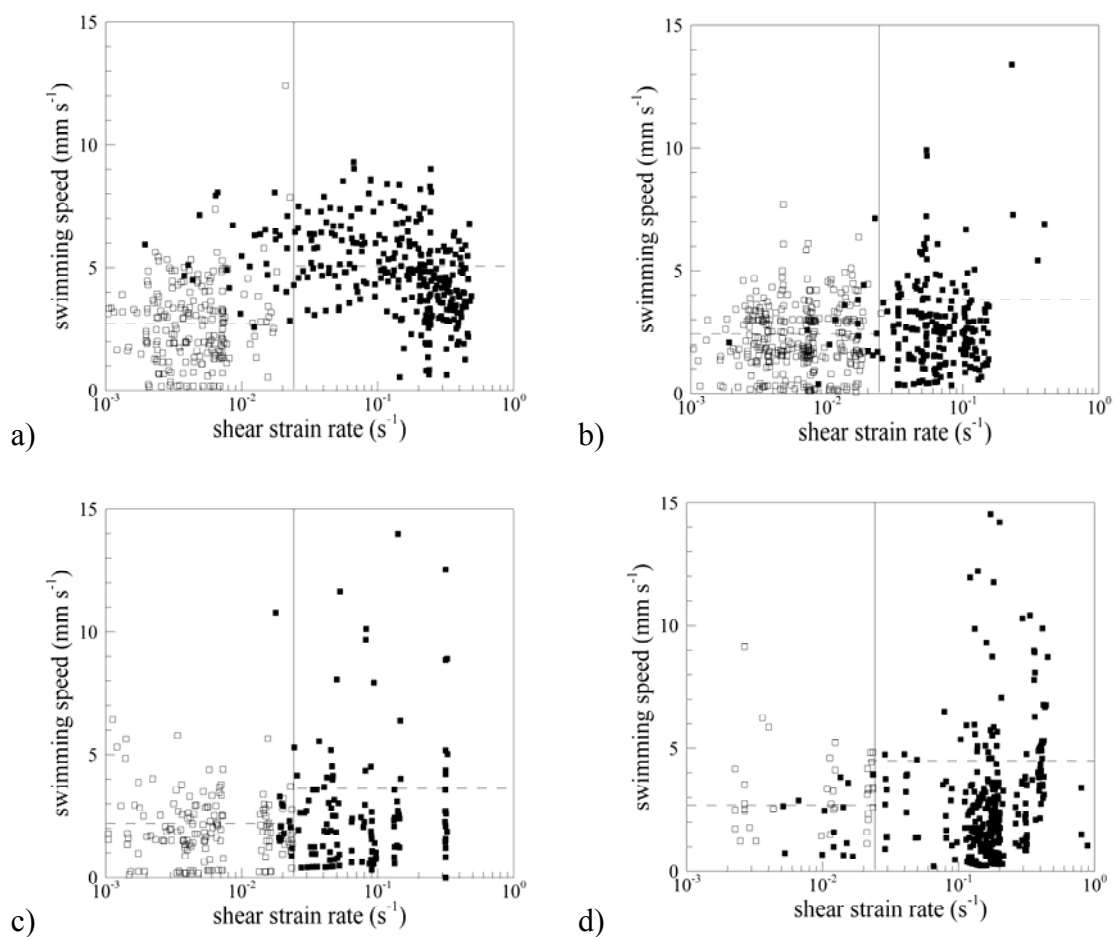 15
10
5
0
swimming speed (mm s⁻¹)
10⁻³ 10⁻² 10⁻¹ 10⁰
shear strain rate (s⁻¹)
a)
15
10
5
0
swimming speed (mm s⁻¹)
10⁻³ 10⁻² 10⁻¹ 10⁰
shear strain rate (s⁻¹)
b)
15
10
5
0
swimming speed (mm s⁻¹)
10⁻³ 10⁻² 10⁻¹ 10⁰
shear strain rate (s⁻¹)
c)
15
10
5
0
swimming speed (mm s⁻¹)
10⁻³ 10⁻² 10⁻¹ 10⁰
shear strain rate (s⁻¹)
d)